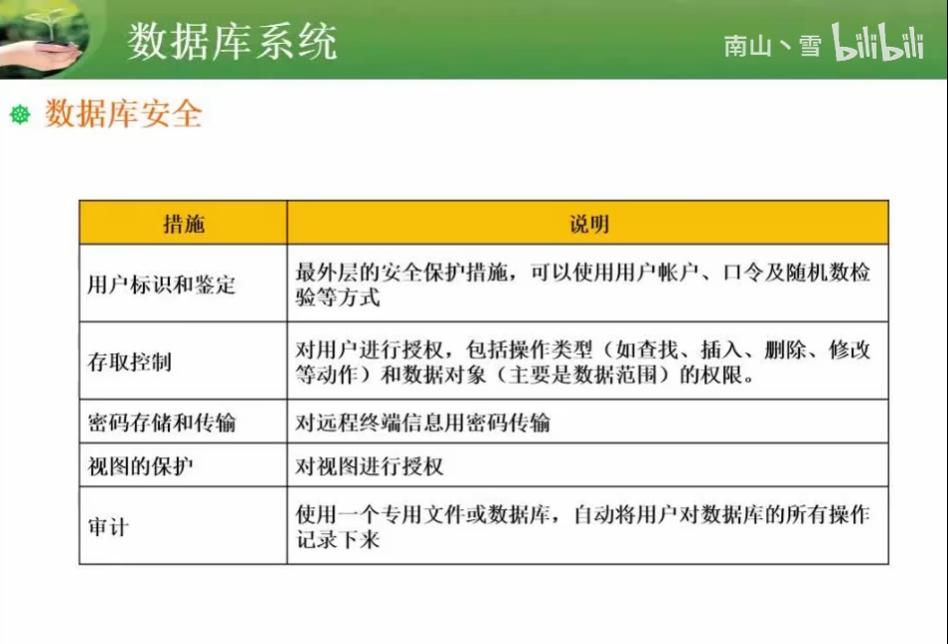 数据库系统
南山丶雪 bilibili
数据库安全
措施 说明
用户标识和鉴定 最外层的安全保护措施，可以使用用户帐户、口令及随机数检
验等方式
存取控制 对用户进行授权，包括操作类型（如查找、插入、删除、修改
等动作）和数据对象（主要是数据范围）的权限。
密码存储和传输 对远程终端信息用密码传输
视图的保护 对视图进行授权
审计 使用一个专用文件或数据库，自动将用户对数据库的所有操作
记录下来